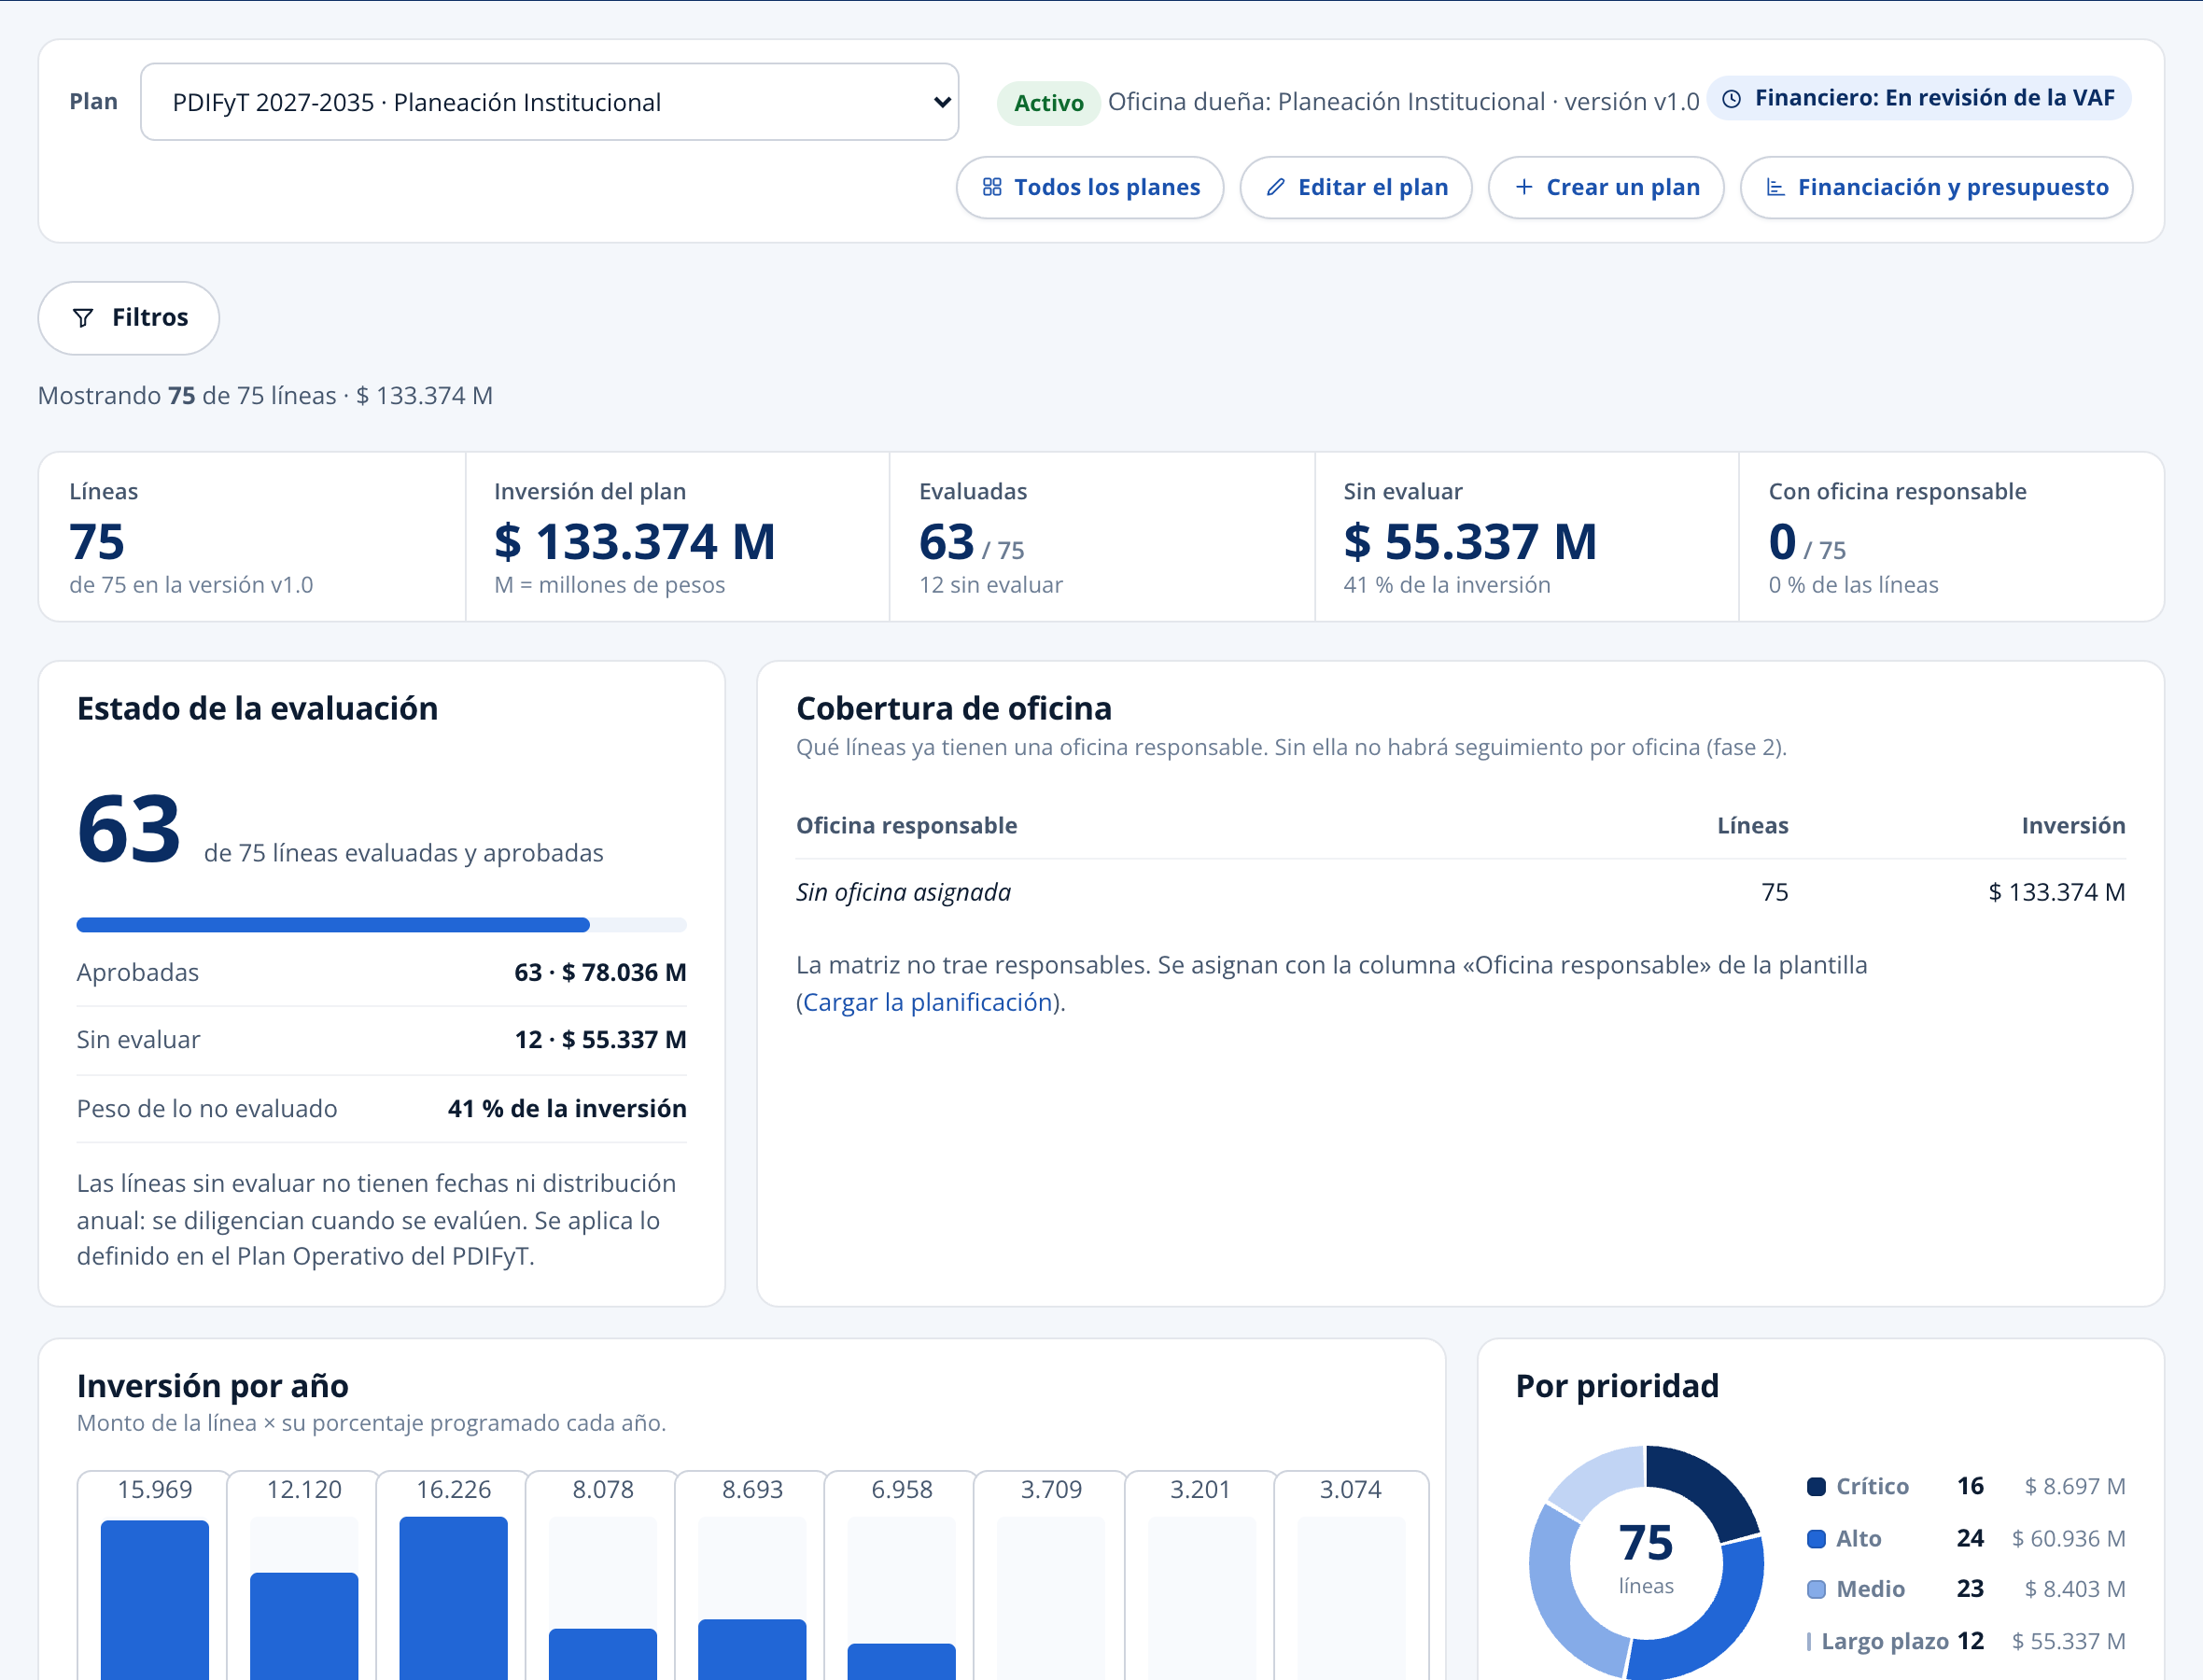 Plan
PDIFyT 2027-2035 · Planeación Institucional
Activo Oficina dueña: Planeación Institucional · versión v1.0 Financiero: En revisión de la VAF
Todos los planes Editar el plan Crear un plan Financiación y presupuesto
Filtros
Mostrando 75 de 75 líneas · $ 133.374 M
Líneas
75
de 75 en la versión v1.0
Inversión del plan
$ 133.374 M
M = millones de pesos
Evaluadas
63 / 75
12 sin evaluar
Sin evaluar
$ 55.337 M
41 % de la inversión
Con oficina responsable
0 / 75
0 % de las líneas
Estado de la evaluación
63 de 75 líneas evaluadas y aprobadas
Aprobadas 63 · $ 78.036 M
Sin evaluar 12 · $ 55.337 M
Peso de lo no evaluado 41 % de la inversión
Las líneas sin evaluar no tienen fechas ni distribución
anual: se diligencian cuando se evalúen. Se aplica lo
definido en el Plan Operativo del PDIFyT.
Cobertura de oficina
Qué líneas ya tienen una oficina responsable. Sin ella no habrá seguimiento por oficina (fase 2).
Oficina responsable Líneas Inversión
Sin oficina asignada 75 $ 133.374 M
La matriz no trae responsables. Se asignan con la columna «Oficina responsable» de la plantilla
(Cargar la planificación).
Inversión por año
Monto de la línea × su porcentaje programado cada año.
15.969 12.120 16.226 8.078 8.693 6.958 3.709 3.201 3.074
Por prioridad
75
líneas
Crítico 16 $ 8.697 M
Alto 24 $ 60.936 M
Medio 23 $ 8.403 M
Largo plazo 12 $ 55.337 M